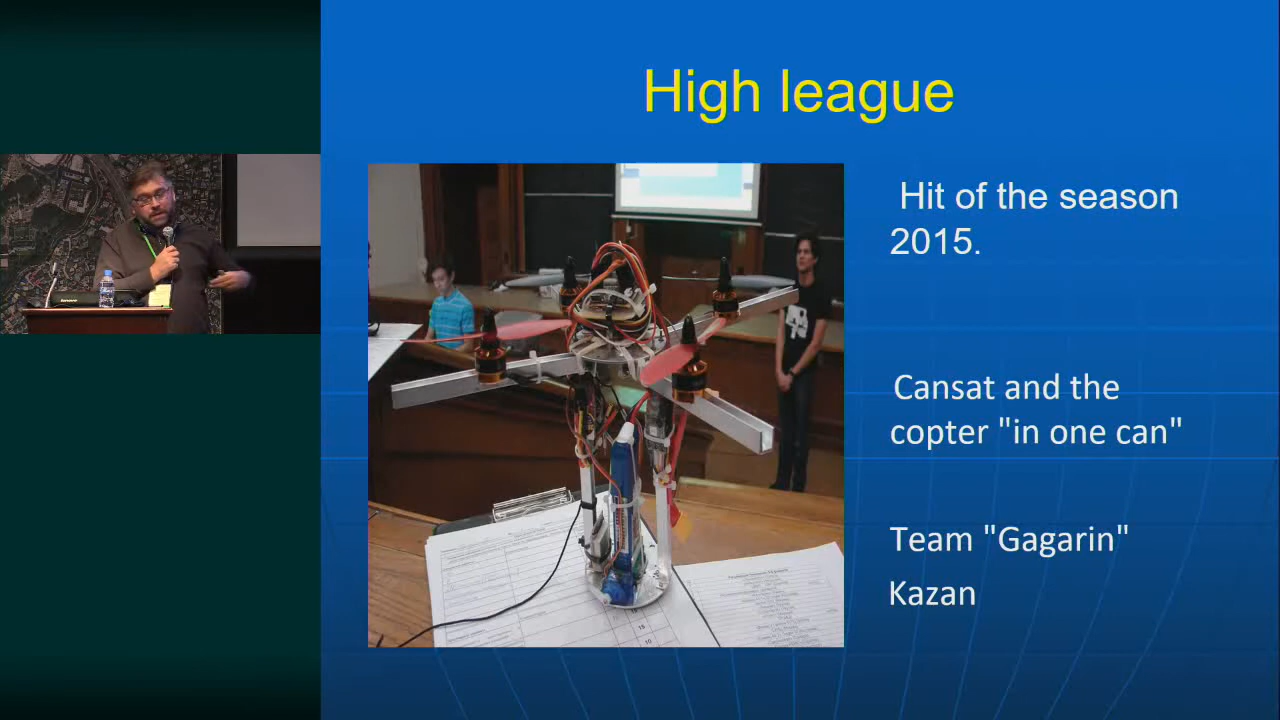 High league
Hit of the season
2015.
Cansat and the
copter "in one can"
Team "Gagarin"
Kazan